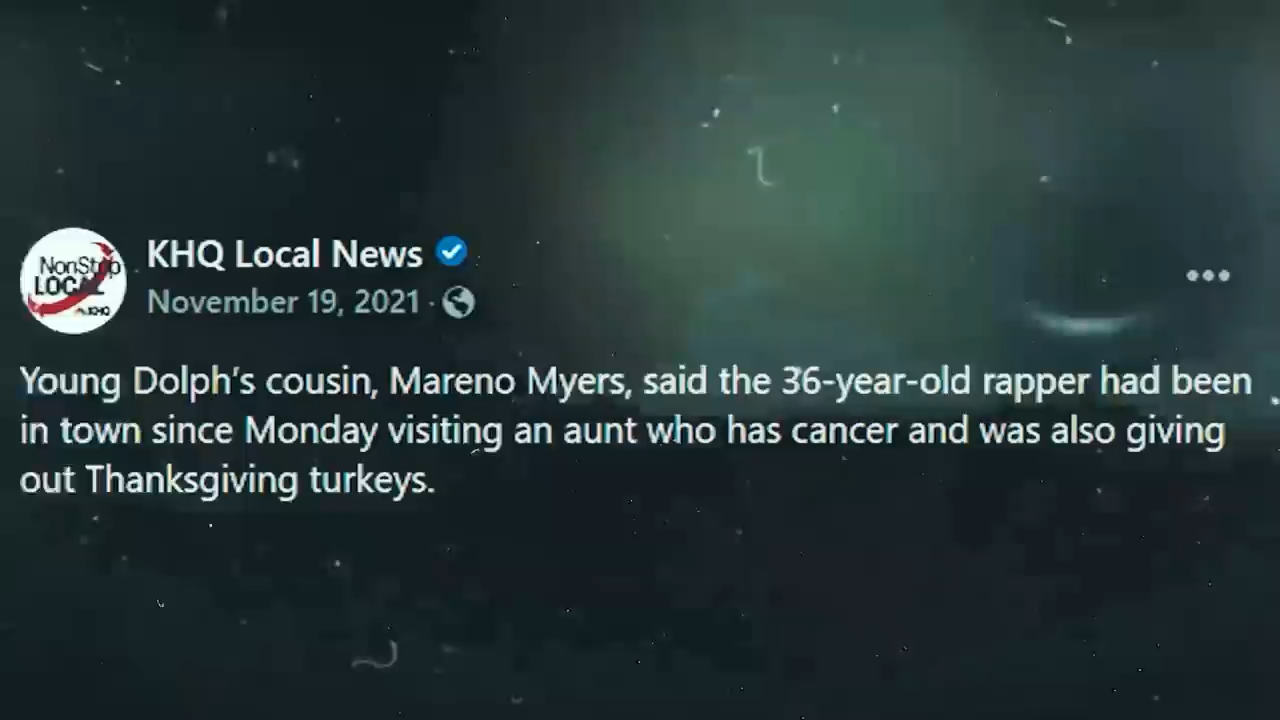 NonStop
LOCAL
KHQ
KHQ Local News
November 19, 2021 ·
Young Dolph's cousin, Mareno Myers, said the 36-year-old rapper had been
in town since Monday visiting an aunt who has cancer and was also giving
out Thanksgiving turkeys.